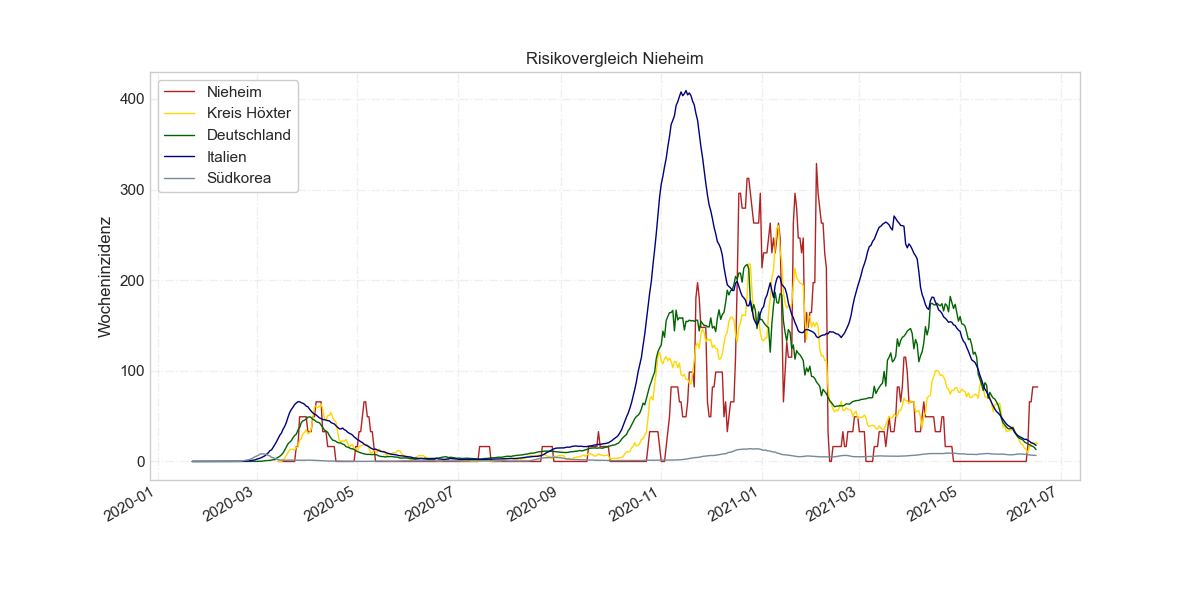 Risikovergleich Nieheim
Nieheim
Kreis Höxter
Deutschland
Italien
Südkorea
Wocheninzidenz
400
300
200
100
0
2020-01
2020-03
2020-05
2020-07
2020-09
2020-11
2021-01
2021-03
2021-05
2021-07